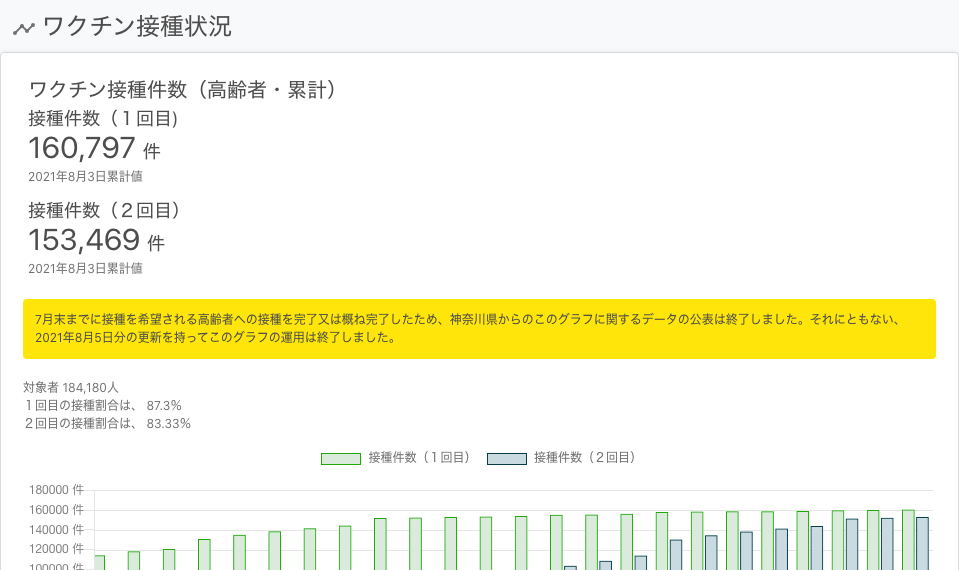 ワクチン接種状況
ワクチン接種件数（高齢者・累計）
接種件数（１回目)
160,797 件
2021年8月3日累計値
接種件数（２回目）
153,469 件
2021年8月3日累計値
7月末までに接種を希望される高齢者への接種を完了又は概ね完了したため、神奈川県からのこのグラフに関するデータの公表は終了しました。それにともない、
2021年8月5日分の更新を持ってこのグラフの運用は終了しました。
対象者 184,180人
１回目の接種割合は、 87.3%
２回目の接種割合は、 83.33%
接種件数（１回目） 接種件数（２回目）
180000 件
160000 件
140000 件
120000 件
100000 件